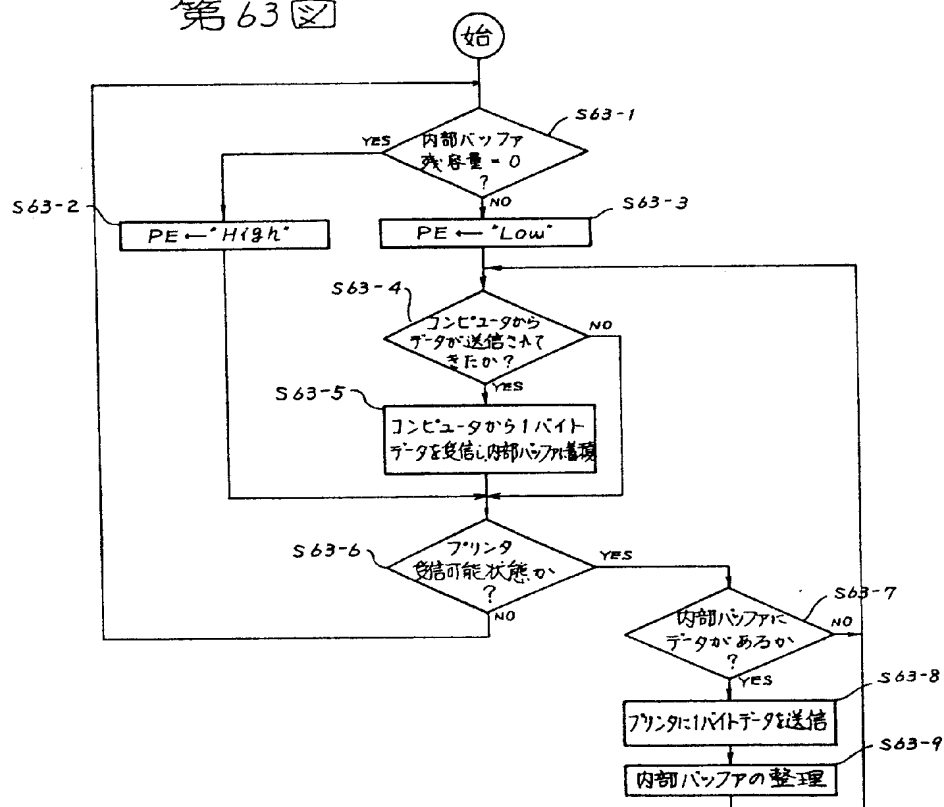 第63図
始
S63-1
内部バッファ
残容量=0
?
YES
NO
S63-2
PE←"High"
S63-3
PE←"Low"
S63-4
コンピュータから
データが送信されて
きたか?
NO
YES
S63-5
コンピュータから1バイト
データを受信し内部バッファに蓄積
S63-6
プリンタ
受信可能状態か
?
YES
NO
S63-7
内部バッファに
データがあるか
?
NO
YES
S63-8
プリンタに1バイトデータを送信
S63-9
内部バッファの整理